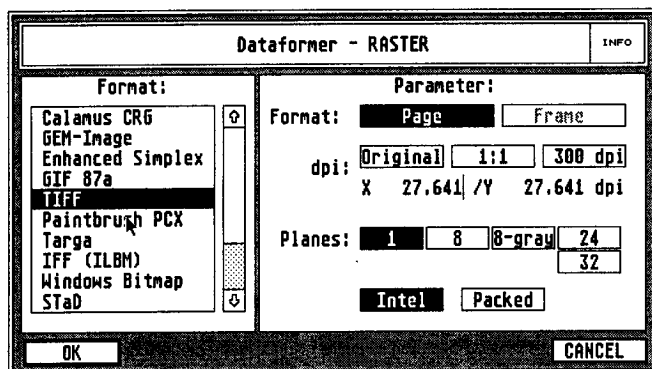 Dataformer - RASTER
INFO
Format:
Calamus CRG
GEM-Image
Enhanced Simplex
GIF 87a
TIFF
Paintbrush PCX
Targa
IFF (ILBM)
Windows Bitmap
STaD
Parameter:
Format: Page Frame
dpi: Original 1:1 300 dpi
X 27.641 /Y 27.641 dpi
Planes: 1 8 8-gray 24
32
Intel Packed
OK
CANCEL